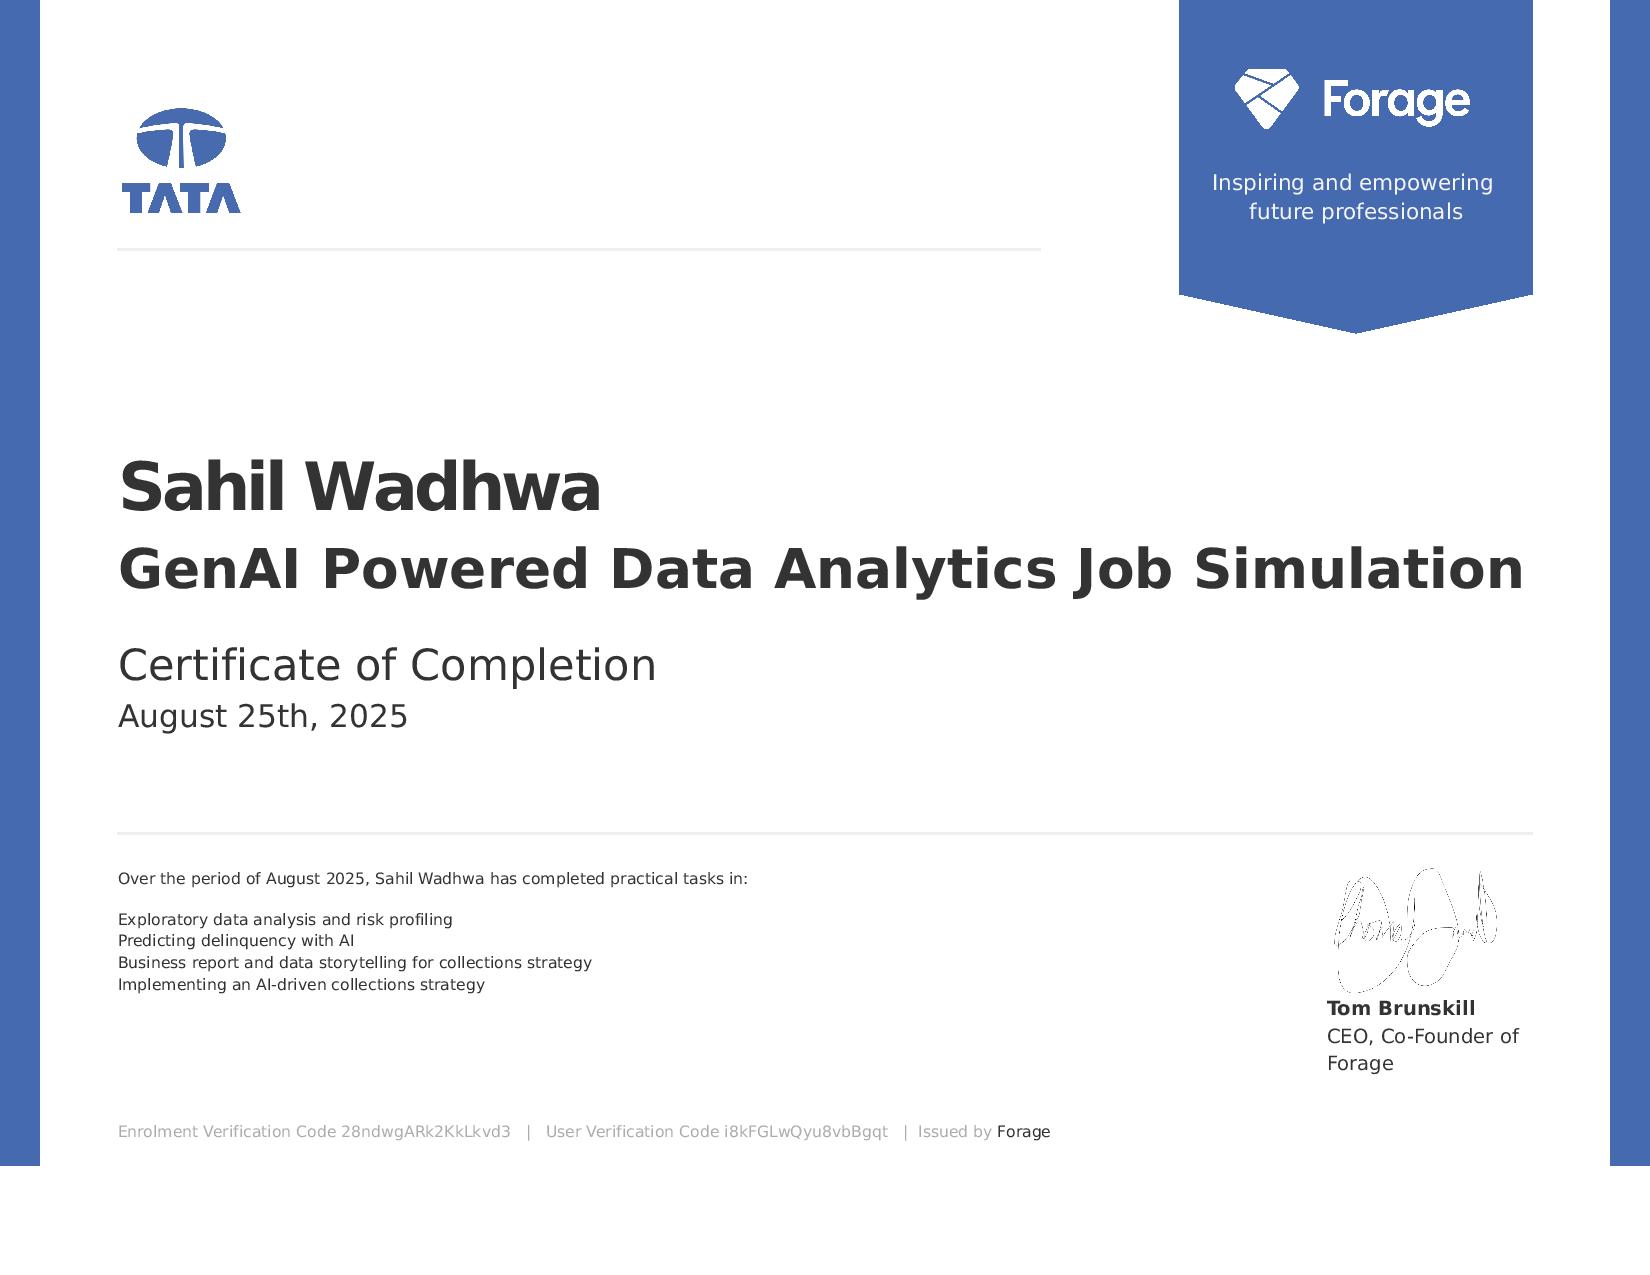 TATA
Forage
Inspiring and empowering
future professionals
Sahil Wadhwa
GenAI Powered Data Analytics Job Simulation
Certificate of Completion
August 25th, 2025
Over the period of August 2025, Sahil Wadhwa has completed practical tasks in:
Exploratory data analysis and risk profiling
Predicting delinquency with AI
Business report and data storytelling for collections strategy
Implementing an AI-driven collections strategy
Tom Brunskill
CEO, Co-Founder of
Forage
Enrolment Verification Code 28ndwgARk2KkLkvd3 | User Verification Code i8kFGLwQyu8vbBgqt | Issued by Forage